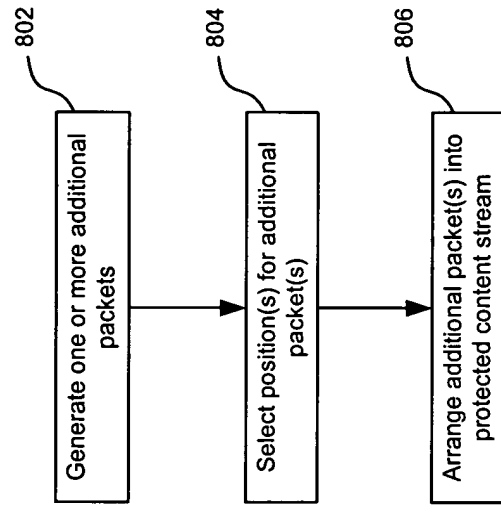 802
Generate one or more additional
packets
804
Select position(s) for additional
packet(s)
806
Arrange additional packet(s) into
protected content stream